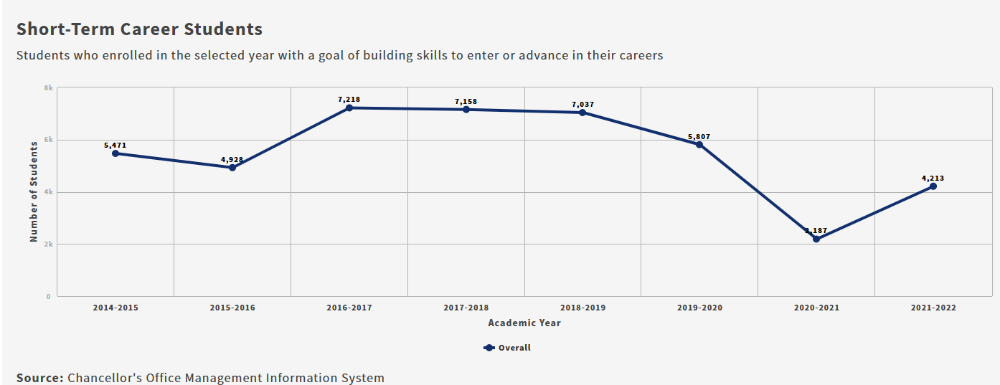 Short-Term Career Students
Students who enrolled in the selected year with a goal of building skills to enter or advance in their careers
8k
7,218
7,158
7,037
6k
5,807
5,471
4,928
4,213
4k
2,187
2k
0
Number of Students
2014-2015 2015-2016 2016-2017 2017-2018 2018-2019 2019-2020 2020-2021 2021-2022
Academic Year
Overall
Source: Chancellor's Office Management Information System